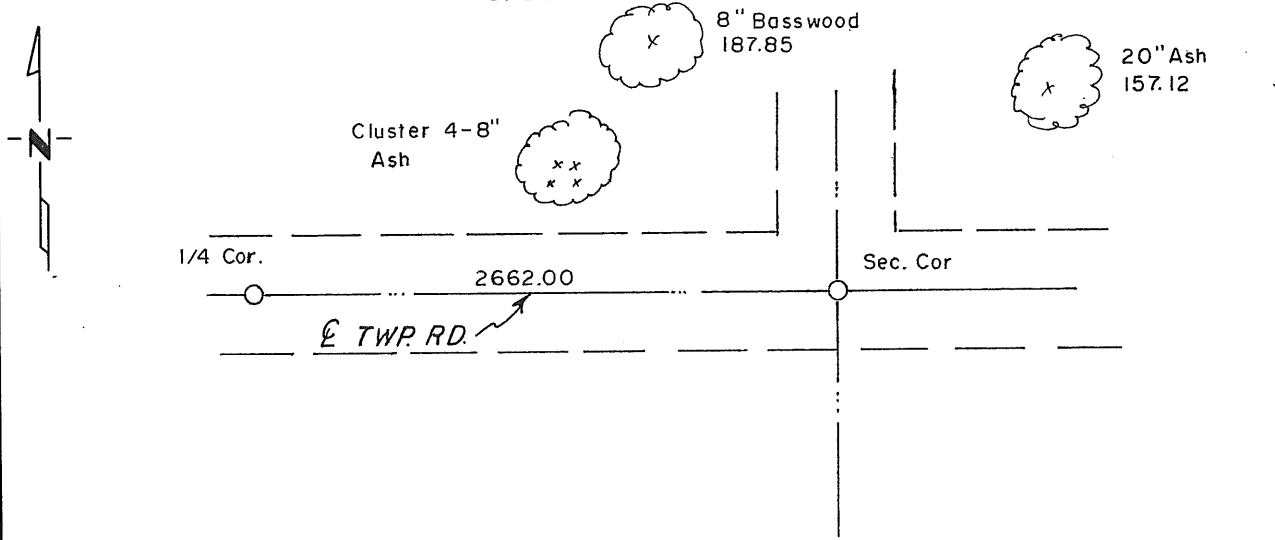 8" Basswood
187.85
20" Ash
157.12
Cluster 4-8"
Ash
N
1/4 Cor.
Sec. Cor
2662.00
℄ TWP. RD.